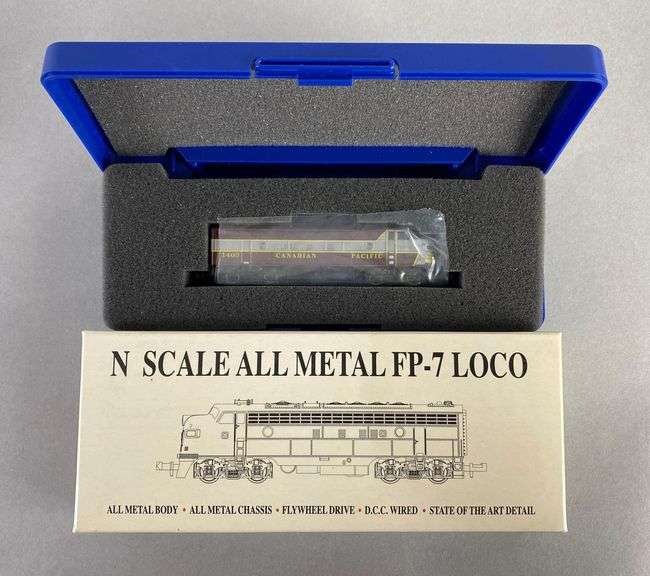 1400 CANADIAN PACIFIC
N SCALE ALL METAL FP-7 LOCO
ALL METAL BODY • ALL METAL CHASSIS • FLYWHEEL DRIVE • D.C.C. WIRED • STATE OF THE ART DETAIL